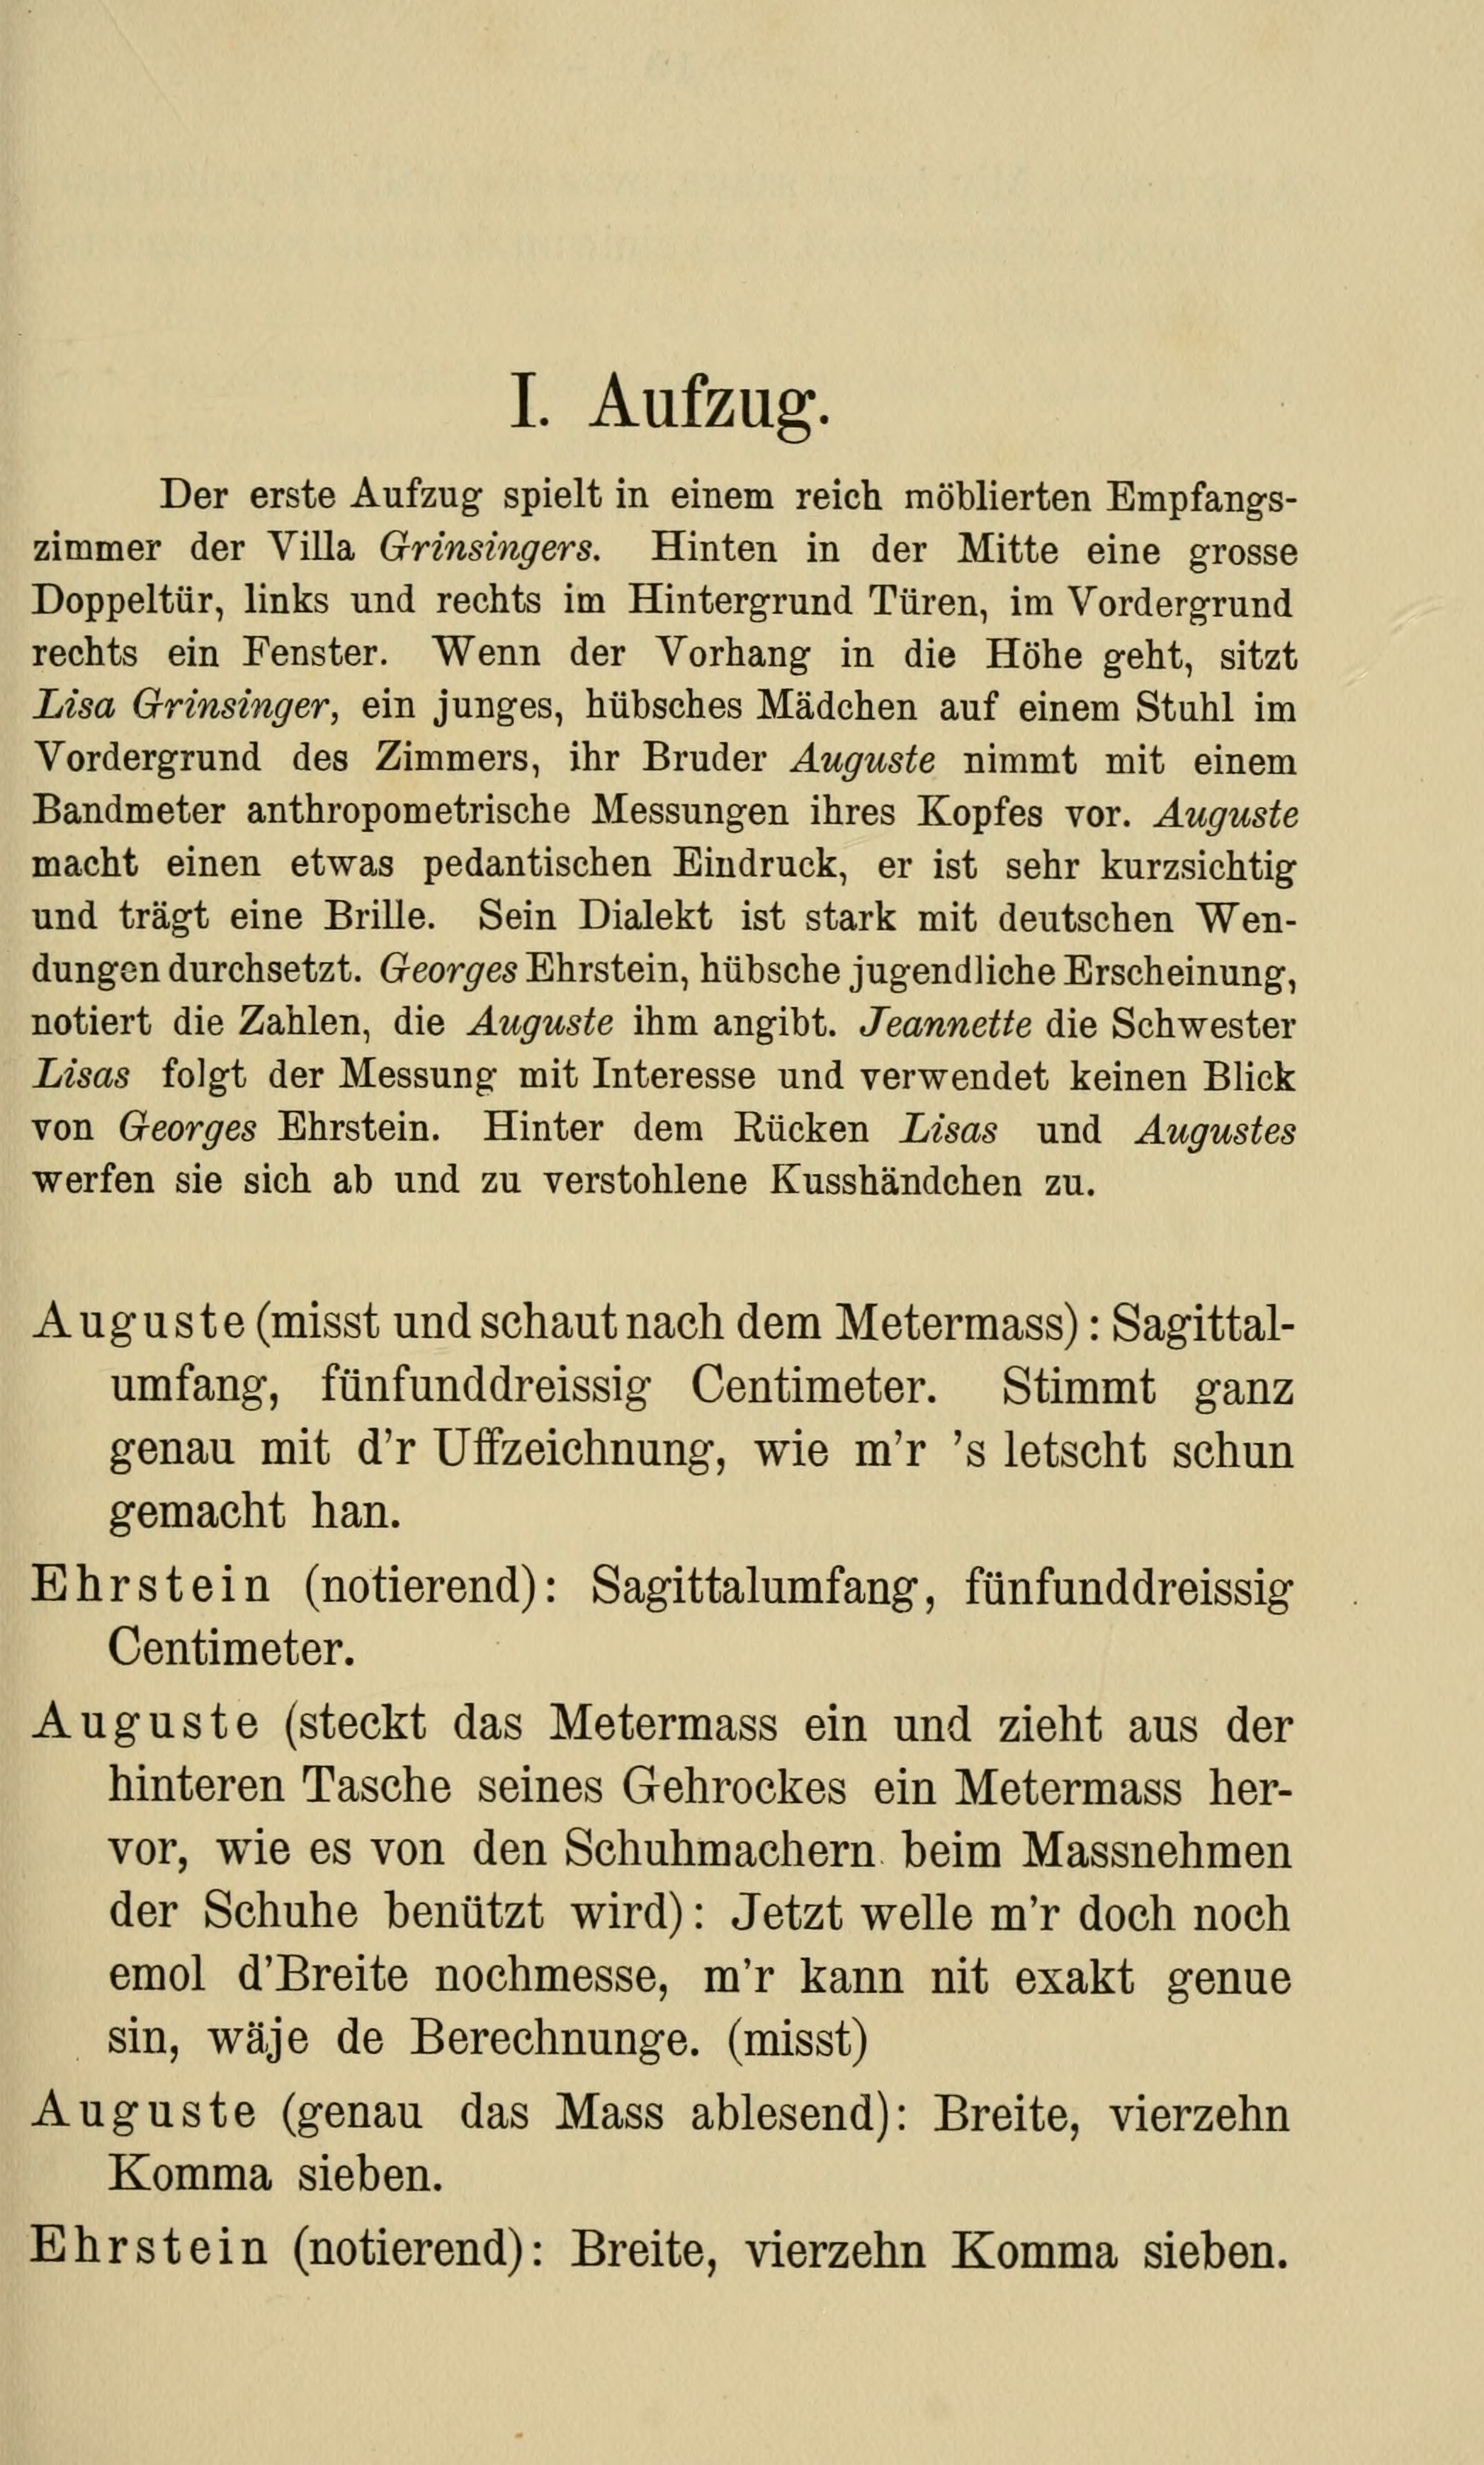 I. Aufzug.
Der erste Aufzug spielt in einem reich möblierten Empfangs-
zimmer der Villa Grinsingers. Hinten in der Mitte eine grosse
Doppeltür, links und rechts im Hintergrund Türen, im Vordergrund
rechts ein Fenster. Wenn der Vorhang in die Höhe geht, sitzt
Lisa Grinsinger, ein junges, hübsches Mädchen auf einem Stuhl im
Vordergrund des Zimmers, ihr Bruder Auguste nimmt mit einem
Bandmeter anthropometrische Messungen ihres Kopfes vor. Auguste
macht einen etwas pedantischen Eindruck, er ist sehr kurzsichtig
und trägt eine Brille. Sein Dialekt ist stark mit deutschen Wen-
dungen durchsetzt. Georges Ehrstein, hübsche jugendliche Erscheinung,
notiert die Zahlen, die Auguste ihm angibt. Jeannette die Schwester
Lisas folgt der Messung mit Interesse und verwendet keinen Blick
von Georges Ehrstein. Hinter dem Rücken Lisas und Augustes
werfen sie sich ab und zu verstohlene Kusshändchen zu.
Auguste (misst und schaut nach dem Metermass): Sagittal-
umfang, fünfunddreissig Centimeter. Stimmt ganz
genau mit d'r Uffzeichnung, wie m'r 's letscht schun
gemacht han.
Ehrstein (notierend): Sagittalumfang, fünfunddreissig
Centimeter.
Auguste (steckt das Metermass ein und zieht aus der
hinteren Tasche seines Gehrockes ein Metermass her-
vor, wie es von den Schuhmachern beim Massnehmen
der Schuhe benützt wird): Jetzt welle m'r doch noch
emol d'Breite nochmesse, m'r kann nit exakt genue
sin, wäje de Berechnunge. (misst)
Auguste (genau das Mass ablesend): Breite, vierzehn
Komma sieben.
Ehrstein (notierend): Breite, vierzehn Komma sieben.